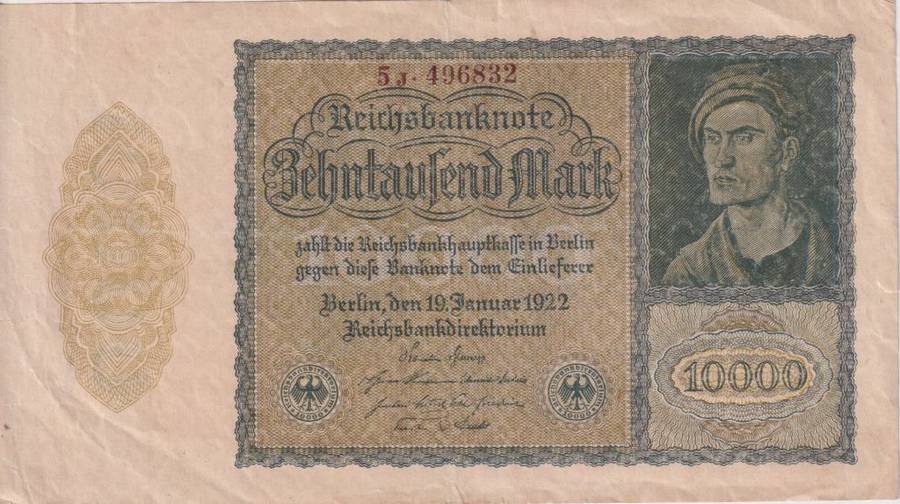 5J·496832
Reichsbanknote
Zehntausend Mark
zahlt die Reichsbankhauptkasse in Berlin
gegen diese Banknote dem Einlieferer
Berlin, den 19. Januar 1922
Reichsbankdirektorium
10000